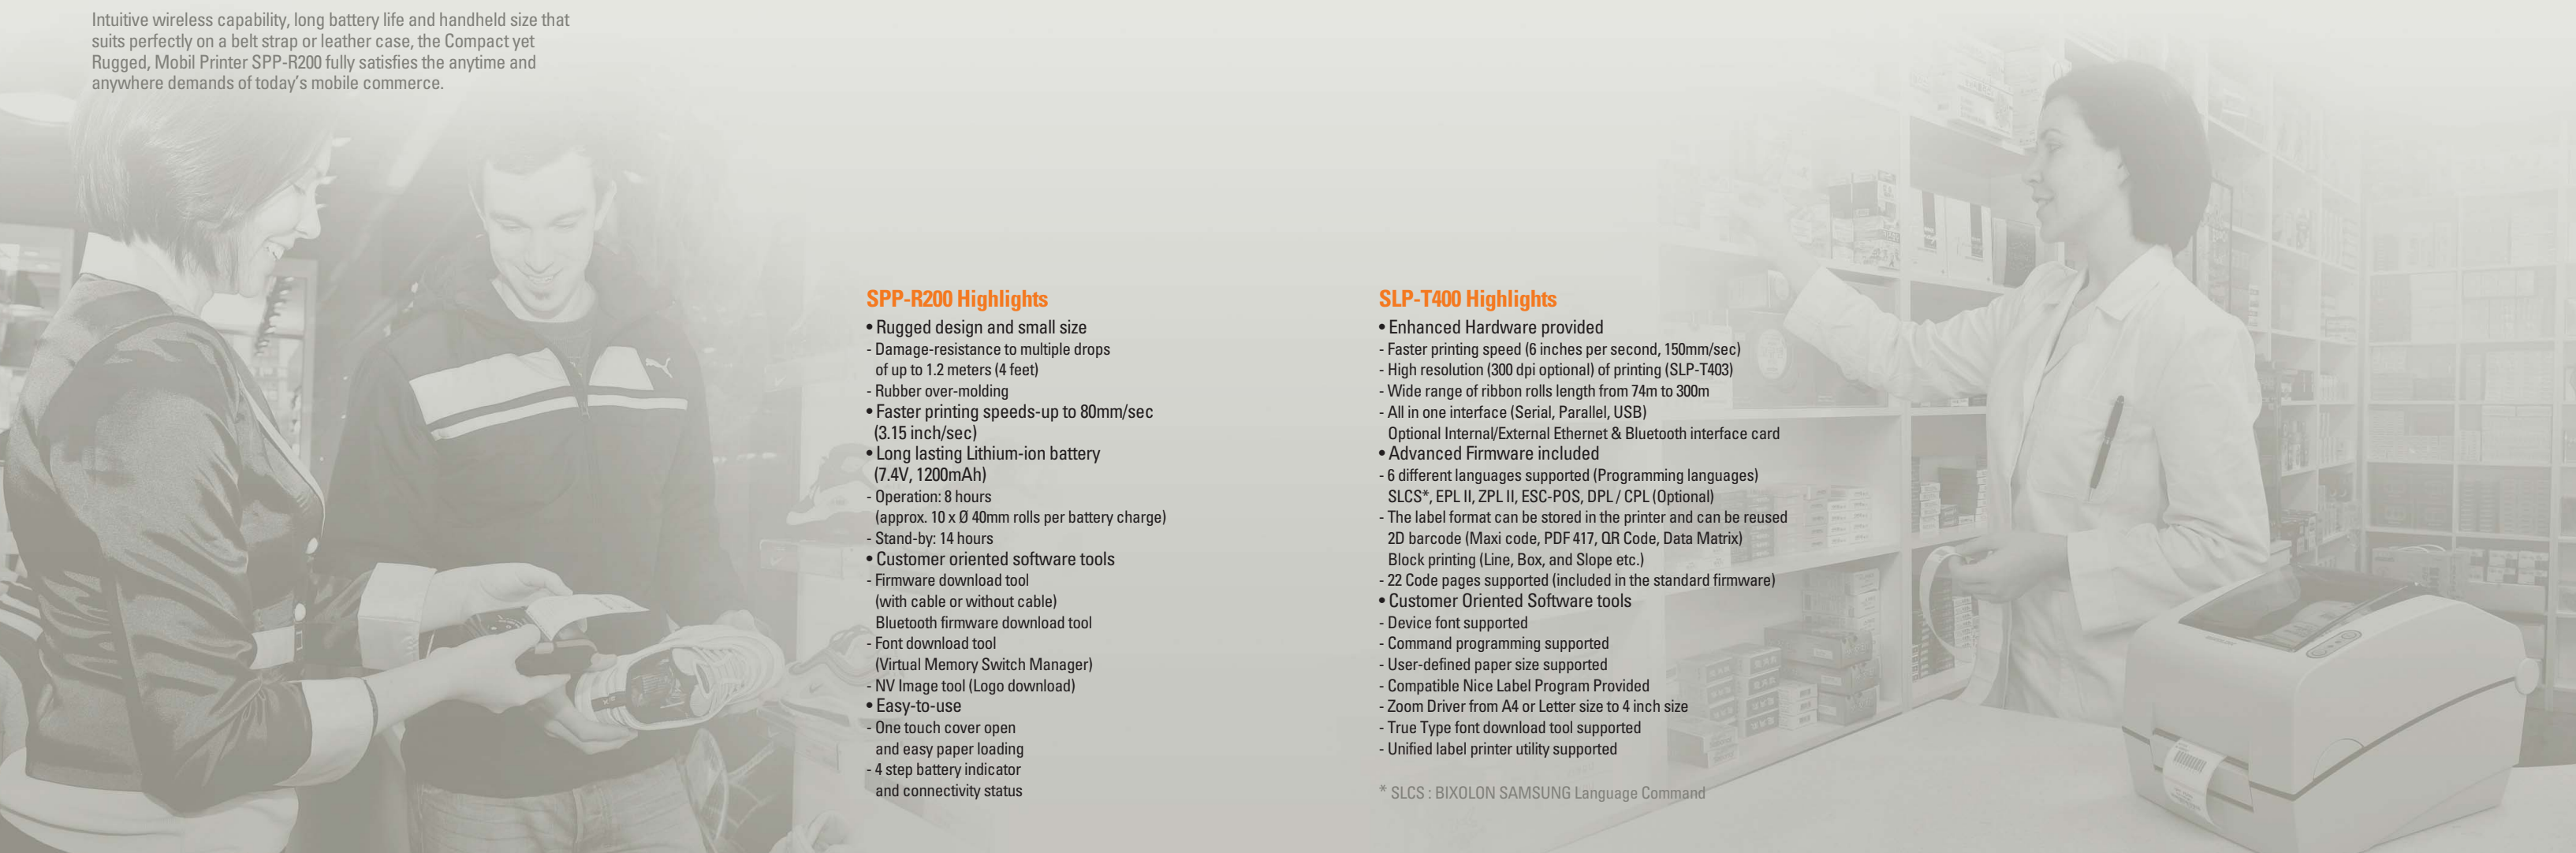 Intuitive wireless capability, long battery life and handheld size that
suits perfectly on a belt strap or leather case, the Compact yet
Rugged, Mobil Printer SPP-R200 fully satisfies the anytime and
anywhere demands of today's mobile commerce.
SPP-R200 Highlights
• Rugged design and small size
- Damage-resistance to multiple drops
of up to 1.2 meters (4 feet)
- Rubber over-molding
• Faster printing speeds-up to 80mm/sec
(3.15 inch/sec)
• Long lasting Lithium-ion battery
(7.4V, 1200mAh)
- Operation: 8 hours
(approx. 10 x Ø 40mm rolls per battery charge)
- Stand-by: 14 hours
• Customer oriented software tools
- Firmware download tool
(with cable or without cable)
Bluetooth firmware download tool
- Font download tool
(Virtual Memory Switch Manager)
- NV Image tool (Logo download)
• Easy-to-use
- One touch cover open
and easy paper loading
- 4 step battery indicator
and connectivity status
SLP-T400 Highlights
• Enhanced Hardware provided
- Faster printing speed (6 inches per second, 150mm/sec)
- High resolution (300 dpi optional) of printing (SLP-T403)
- Wide range of ribbon rolls length from 74m to 300m
- All in one interface (Serial, Parallel, USB)
Optional Internal/External Ethernet & Bluetooth interface card
• Advanced Firmware included
- 6 different languages supported (Programming languages)
SLCS*, EPL II, ZPL II, ESC-POS, DPL / CPL (Optional)
- The label format can be stored in the printer and can be reused
2D barcode (Maxi code, PDF 417, QR Code, Data Matrix)
Block printing (Line, Box, and Slope etc.)
- 22 Code pages supported (included in the standard firmware)
• Customer Oriented Software tools
- Device font supported
- Command programming supported
- User-defined paper size supported
- Compatible Nice Label Program Provided
- Zoom Driver from A4 or Letter size to 4 inch size
- True Type font download tool supported
- Unified label printer utility supported
* SLCS : BIXOLON SAMSUNG Language Command